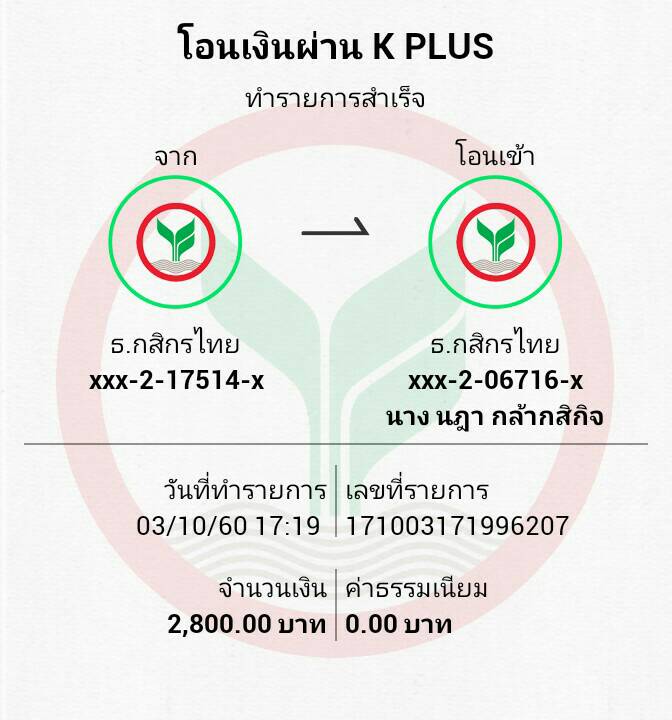 โอนเงินผ่าน K PLUS
ทำรายการสำเร็จ
จาก
โอนเข้า
ธ.กสิกรไทย
xxx-2-17514-x
ธ.กสิกรไทย
xxx-2-06716-x
นาง นฎา กล้ากสิกิจ
วันที่ทำรายการ
03/10/60 17:19
เลขที่รายการ
171003171996207
จำนวนเงิน
2,800.00 บาท
ค่าธรรมเนียม
0.00 บาท